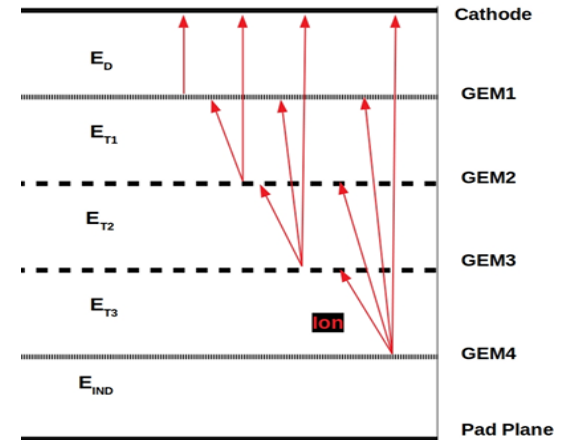 Cathode
E_D
GEM1
E_T1
GEM2
E_T2
GEM3
E_T3
Ion
GEM4
E_IND
Pad Plane